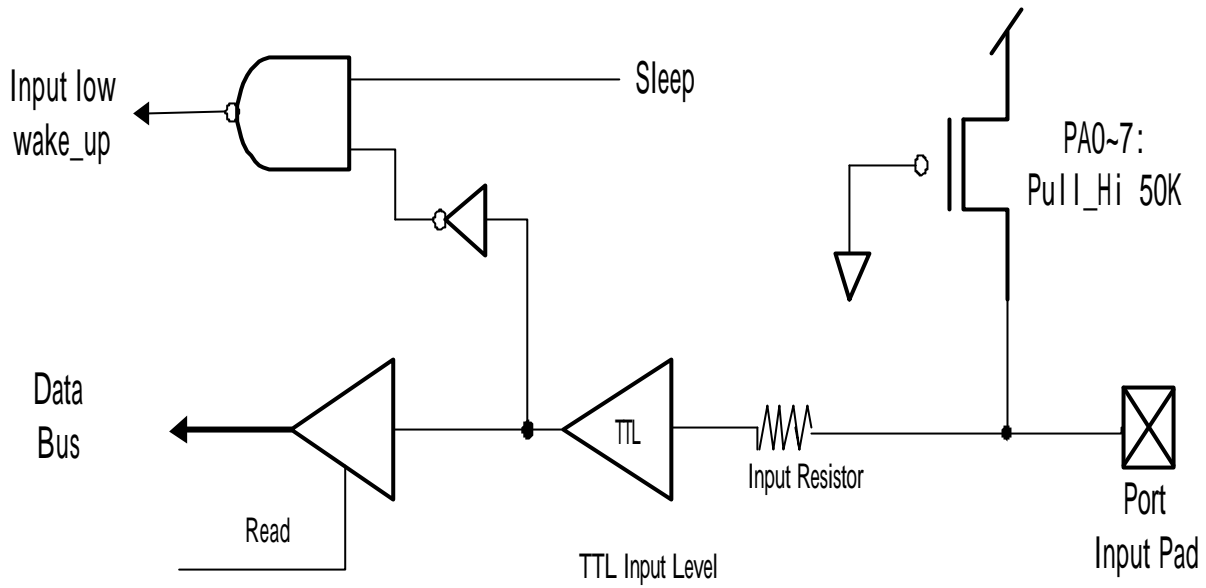 Input low
wake_up
Sleep
PA0~7:
Pull_Hi 50K
Data
Bus
TTL
Input Resistor
Read
TTL Input Level
Port
Input Pad